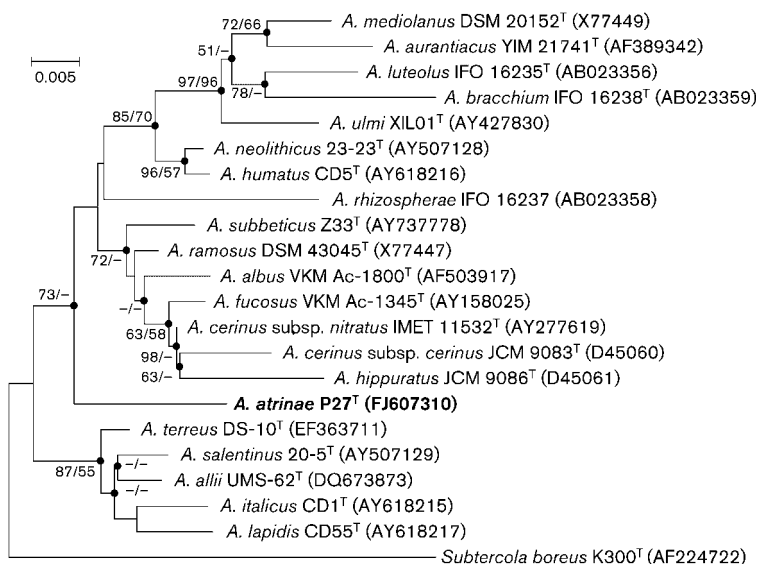 72/66
A. mediolanus DSM 20152ᵀ (X77449)
51/–
A. aurantiacus YIM 21741ᵀ (AF389342)
0.005
97/96
A. luteolus IFO 16235ᵀ (AB023356)
78/–
A. bracchium IFO 16238ᵀ (AB023359)
85/70
A. ulmi XIL01ᵀ (AY427830)
A. neolithicus 23-23ᵀ (AY507128)
96/57
A. humatus CD5ᵀ (AY618216)
A. rhizospherae IFO 16237 (AB023358)
A. subbeticus Z33ᵀ (AY737778)
72/–
A. ramosus DSM 43045ᵀ (X77447)
A. albus VKM Ac-1800ᵀ (AF503917)
73/–
–/–
A. fucosus VKM Ac-1345ᵀ (AY158025)
63/58
A. cerinus subsp. nitratus IMET 11532ᵀ (AY277619)
98/–
A. cerinus subsp. cerinus JCM 9083ᵀ (D45060)
63/–
A. hippuratus JCM 9086ᵀ (D45061)
A. atrinae P27ᵀ (FJ607310)
A. terreus DS-10ᵀ (EF363711)
87/55
–/–
A. salentinus 20-5ᵀ (AY507129)
A. allii UMS-62ᵀ (DQ673873)
–/–
A. italicus CD1ᵀ (AY618215)
A. lapidis CD55ᵀ (AY618217)
Subtercola boreus K300ᵀ (AF224722)